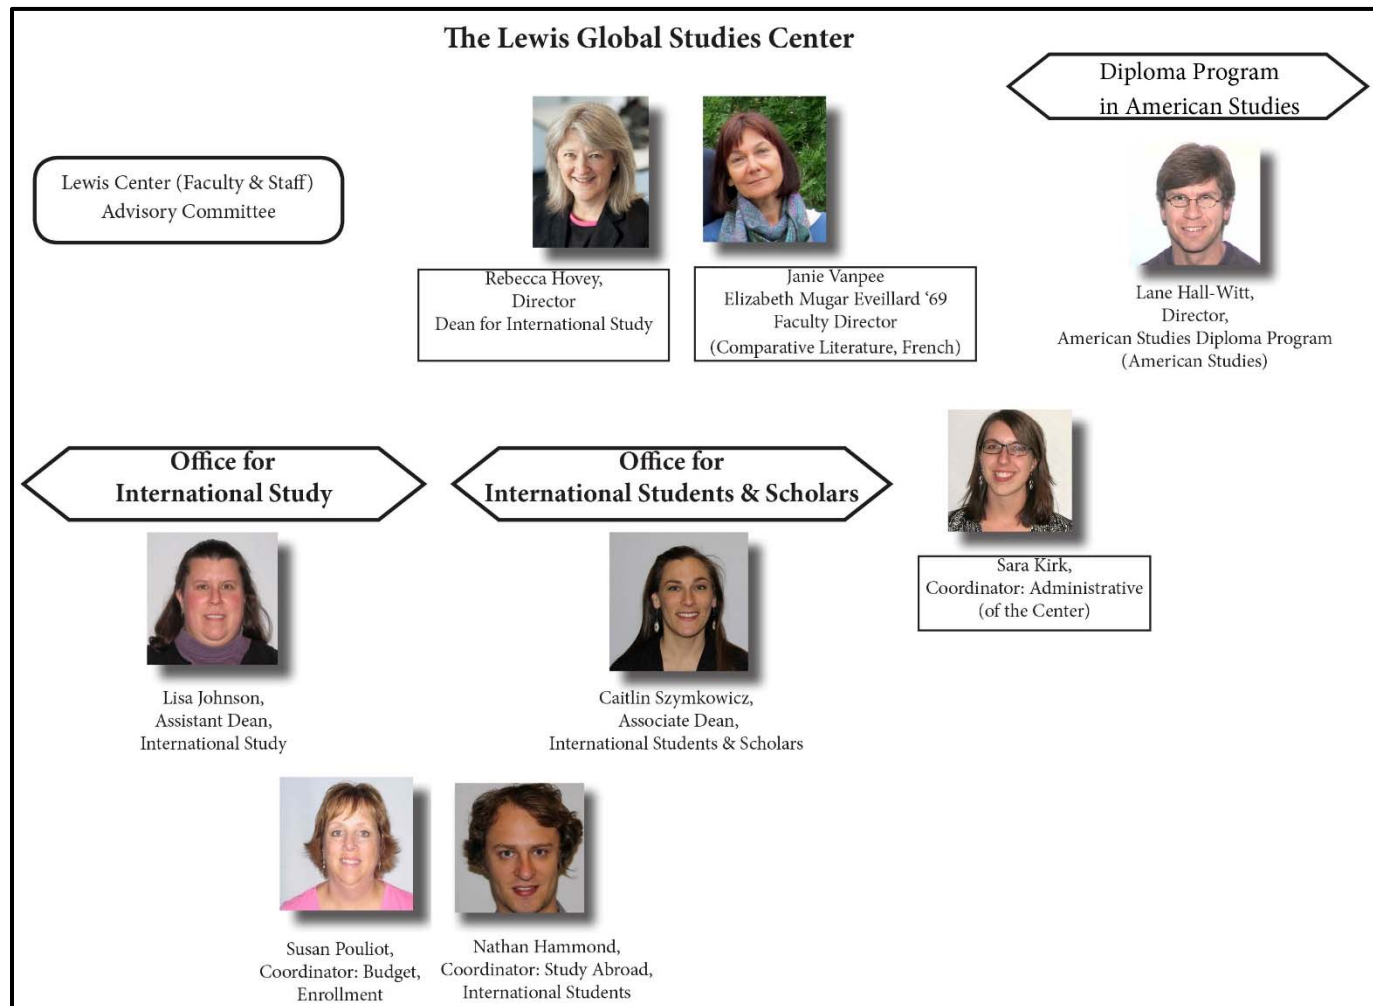 The Lewis Global Studies Center
Diploma Program
in American Studies
Lewis Center (Faculty & Staff)
Advisory Committee
Rebecca Hovey,
Director
Dean for International Study
Janie Vanpee
Elizabeth Mugar Eveillard ‘69
Faculty Director
(Comparative Literature, French)
Lane Hall-Witt,
Director,
American Studies Diploma Program
(American Studies)
Office for
International Study
Office for
International Students & Scholars
Sara Kirk,
Coordinator: Administrative
(of the Center)
Lisa Johnson,
Assistant Dean,
International Study
Caitlin Szymkowicz,
Associate Dean,
International Students & Scholars
Susan Pouliot,
Coordinator: Budget,
Enrollment
Nathan Hammond,
Coordinator: Study Abroad,
International Students